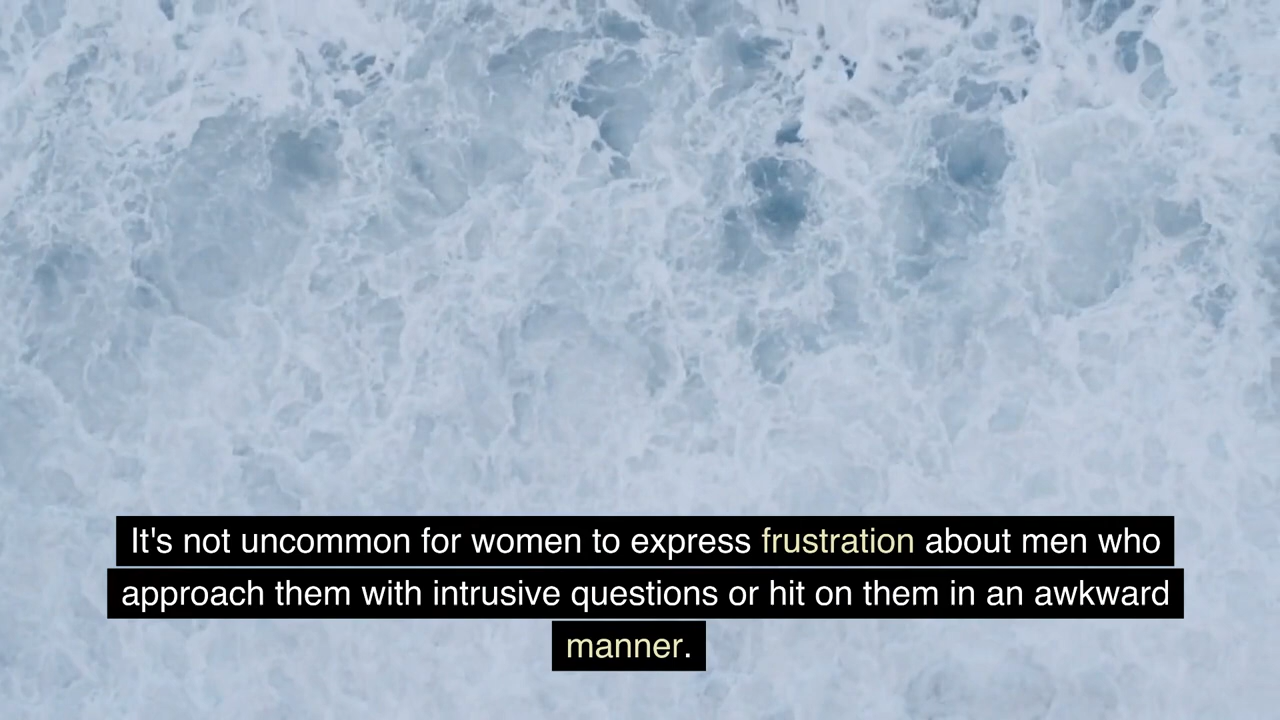 It's not uncommon for women to express frustration about men who
approach them with intrusive questions or hit on them in an awkward
manner.